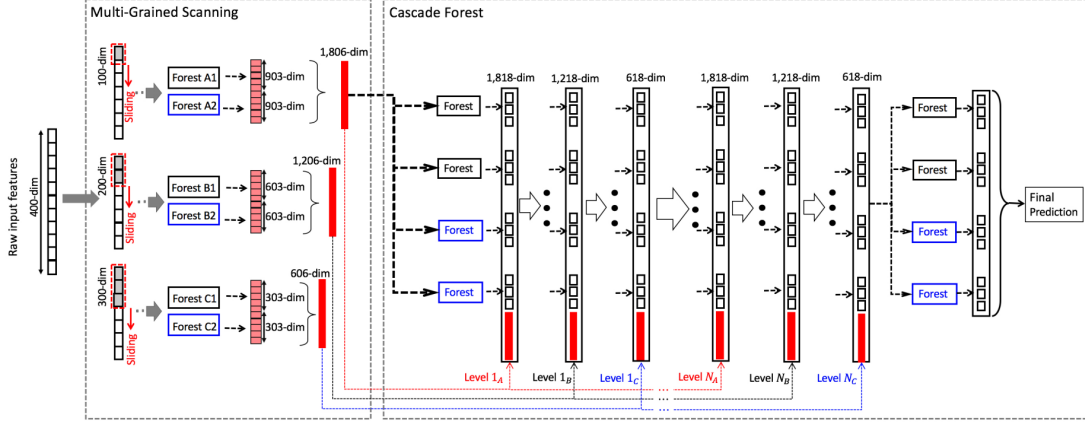 Multi-Grained Scanning
Cascade Forest
Raw input features
400-dim
100-dim
Sliding
Forest A1
Forest A2
903-dim
903-dim
1,806-dim
200-dim
Sliding
Forest B1
Forest B2
603-dim
603-dim
1,206-dim
300-dim
Sliding
Forest C1
Forest C2
303-dim
303-dim
606-dim
1,818-dim 1,218-dim 618-dim 1,818-dim 1,218-dim 618-dim
Forest
Forest
Forest
Forest
Forest
Forest
Forest
Forest
Final
Prediction
Level 1A Level 1B Level 1C Level NA Level NB Level NC
...
...
...